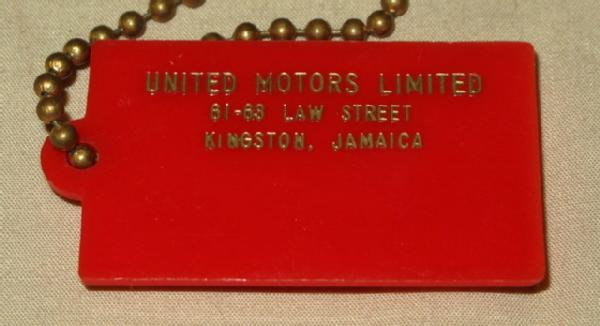 UNITED MOTORS LIMITED
61-63 LAW STREET
KINGSTON, JAMAICA